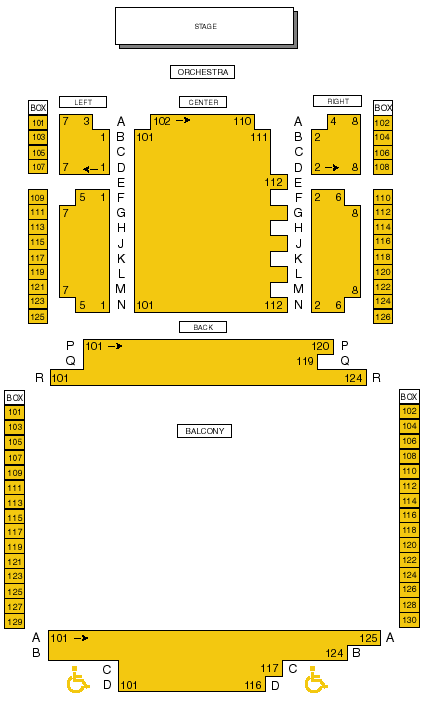 STAGE
ORCHESTRA
LEFT CENTER RIGHT
BOX BOX
101 7 3 A 102 110 A 4 8 102
103 1 B 101 111 B 2 104
105 C C 106
107 7 1 D D 2 8 108
E 112 E
109 5 1 F F 2 6 110
111 7 G G 8 112
113 H H 114
115 J J 116
117 K K 118
119 L L 120
121 7 M M 8 122
123 5 1 N 101 112 N 2 6 124
125 126
BACK
P 101 120 P
Q 119 Q
R 101 124 R
BOX BOX
101 102
103 104
105 BALCONY 106
107 108
109 110
111 112
113 114
115 116
117 118
119 120
121 122
123 124
125 126
127 128
129 130
A 101 125 A
B 124 B
C 117 C
D 101 116 D